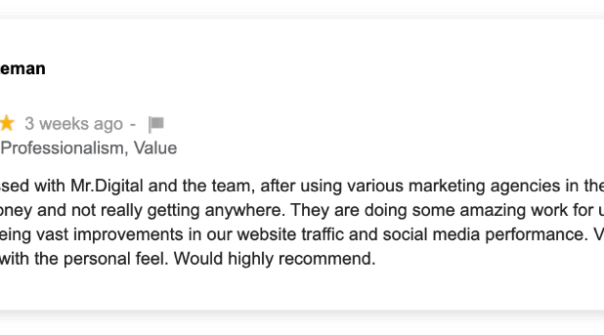 eman
3 weeks ago -
Professionalism, Value
sed with Mr.Digital and the team, after using various marketing agencies in the
oney and not really getting anywhere. They are doing some amazing work for u
eing vast improvements in our website traffic and social media performance. V
with the personal feel. Would highly recommend.